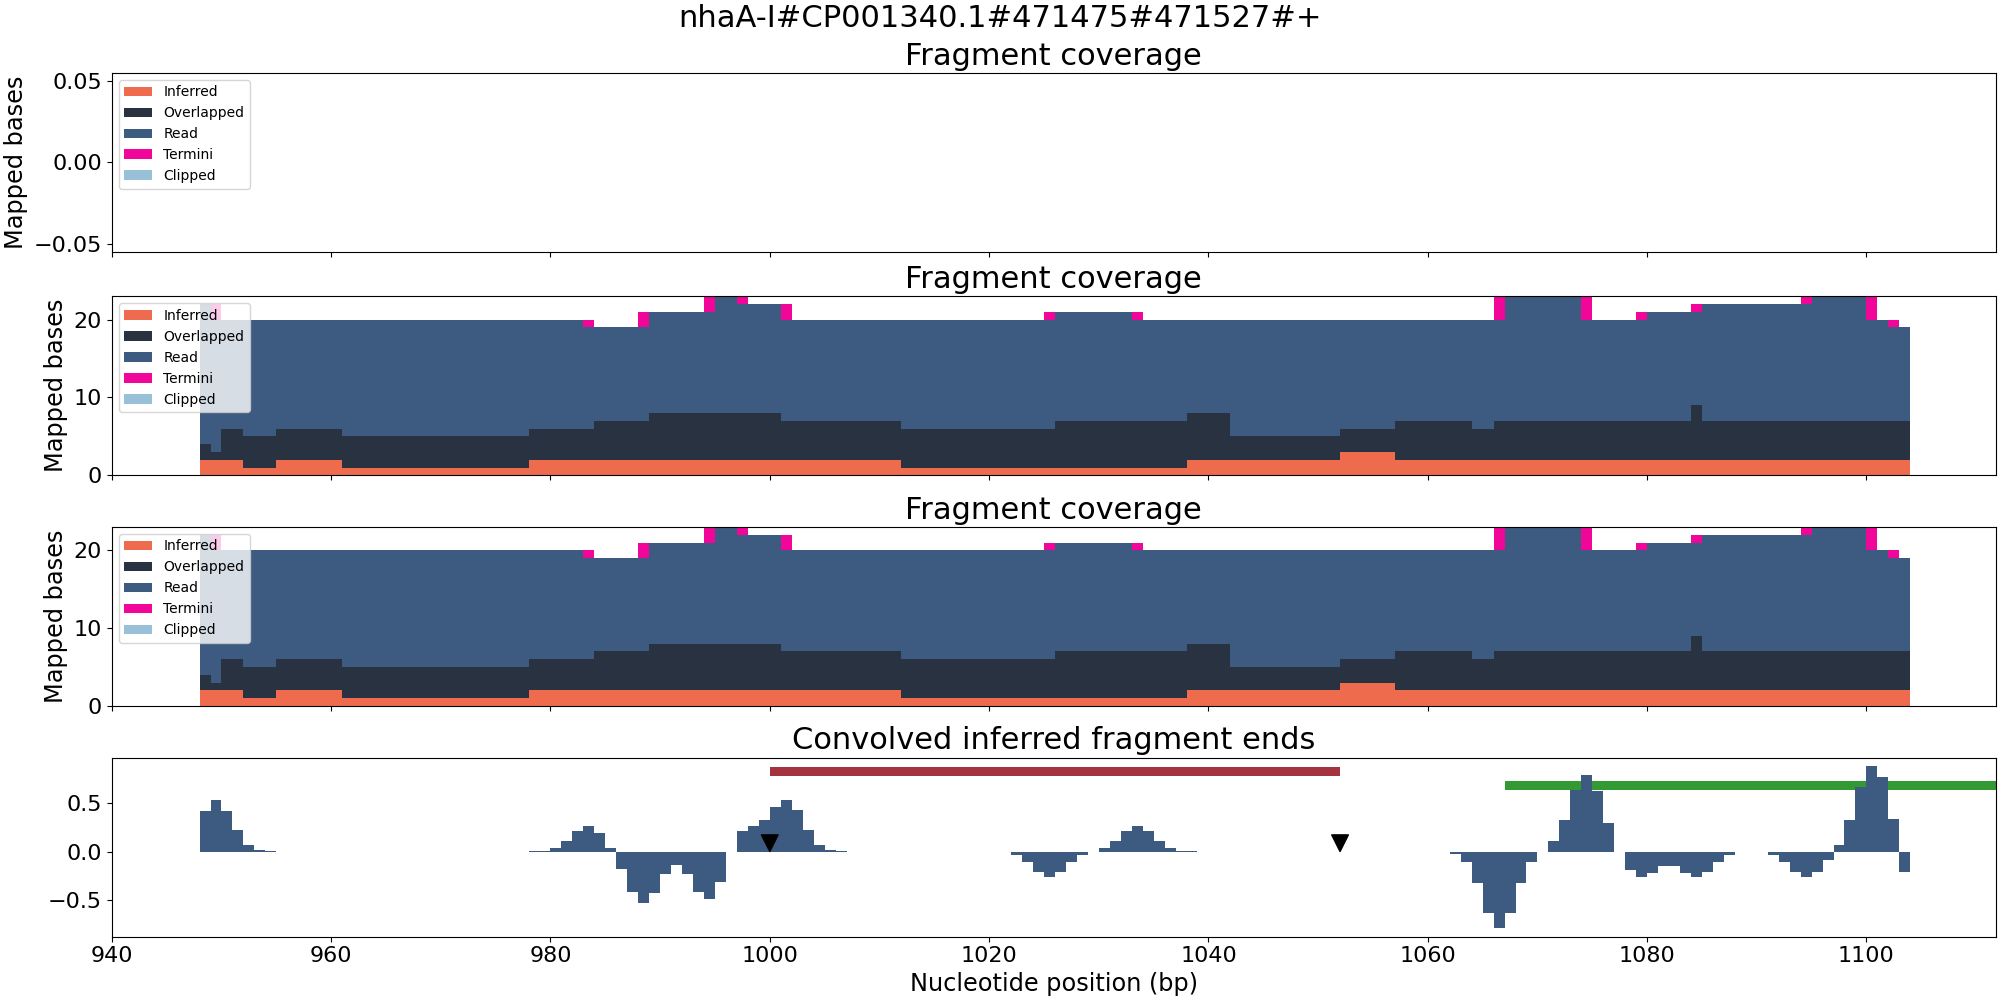 nhaA-I#CP001340.1#471475#471527#+
Fragment coverage
Mapped bases
0.05
0.00
−0.05
Inferred
Overlapped
Read
Termini
Clipped
Fragment coverage
Mapped bases
20
10
0
Inferred
Overlapped
Read
Termini
Clipped
Fragment coverage
Mapped bases
20
10
0
Inferred
Overlapped
Read
Termini
Clipped
Convolved inferred fragment ends
0.5
0.0
−0.5
940 960 980 1000 1020 1040 1060 1080 1100
Nucleotide position (bp)